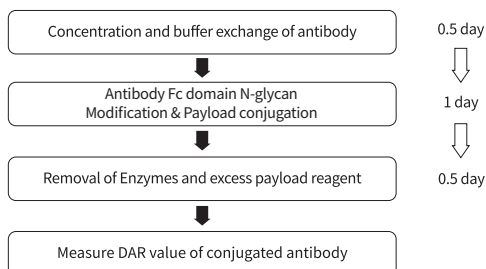 Concentration and buffer exchange of antibody
0.5 day
Antibody Fc domain N-glycan
Modification & Payload conjugation
1 day
Removal of Enzymes and excess payload reagent
0.5 day
Measure DAR value of conjugated antibody